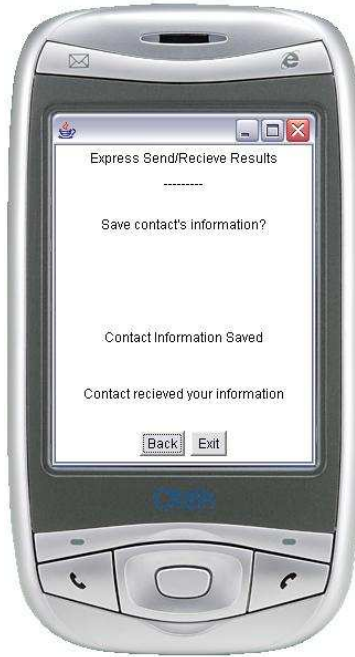 Express Send/Recieve Results
---------
Save contact's information?
Contact Information Saved
Contact recieved your information
Back Exit